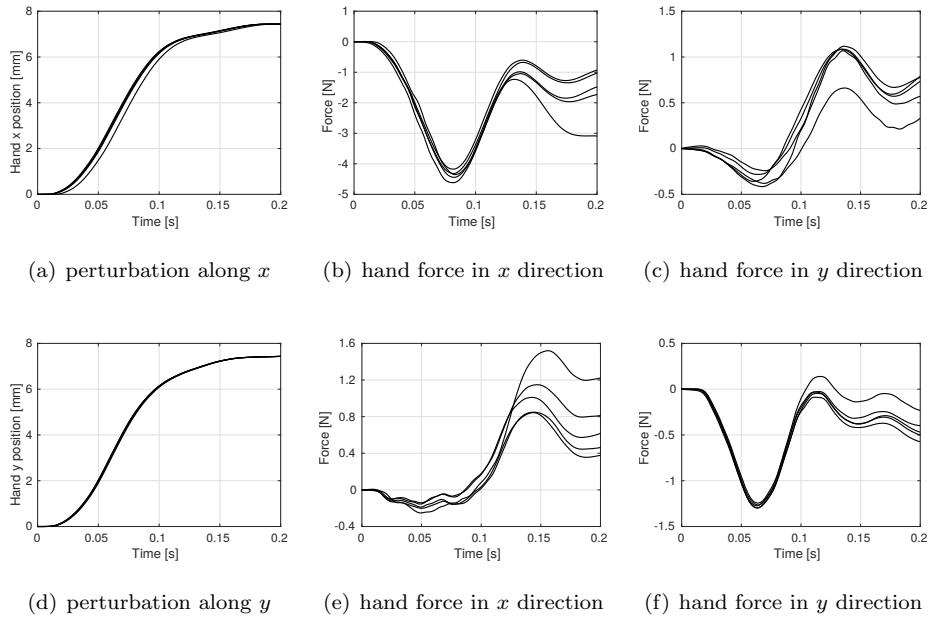 8
6
4
2
0
0 0.05 0.1 0.15 0.2
Time [s]
Hand x position [mm]
(a) perturbation along x
1
0
-1
-2
-3
-4
-5
0 0.05 0.1 0.15 0.2
Time [s]
Force [N]
(b) hand force in x direction
1.5
1
0.5
0
-0.5
0 0.05 0.1 0.15 0.2
Time [s]
Force [N]
(c) hand force in y direction
8
6
4
2
0
0 0.05 0.1 0.15 0.2
Time [s]
Hand y position [mm]
(d) perturbation along y
1.6
1.2
0.8
0.4
0
-0.4
0 0.05 0.1 0.15 0.2
Time [s]
Force [N]
(e) hand force in x direction
0.5
0
-0.5
-1
-1.5
0 0.05 0.1 0.15 0.2
Time [s]
Force [N]
(f) hand force in y direction